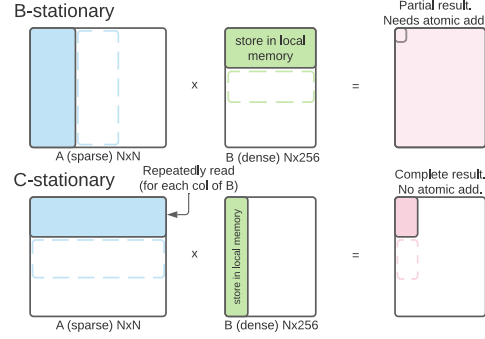 B-stationary
Partial result.
Needs atomic add.
store in local
memory
x
=
A (sparse) NxN
B (dense) Nx256
C-stationary
Repeatedly read
(for each col of B)
Complete result.
No atomic add.
store in local memory
x
=
A (sparse) NxN
B (dense) Nx256